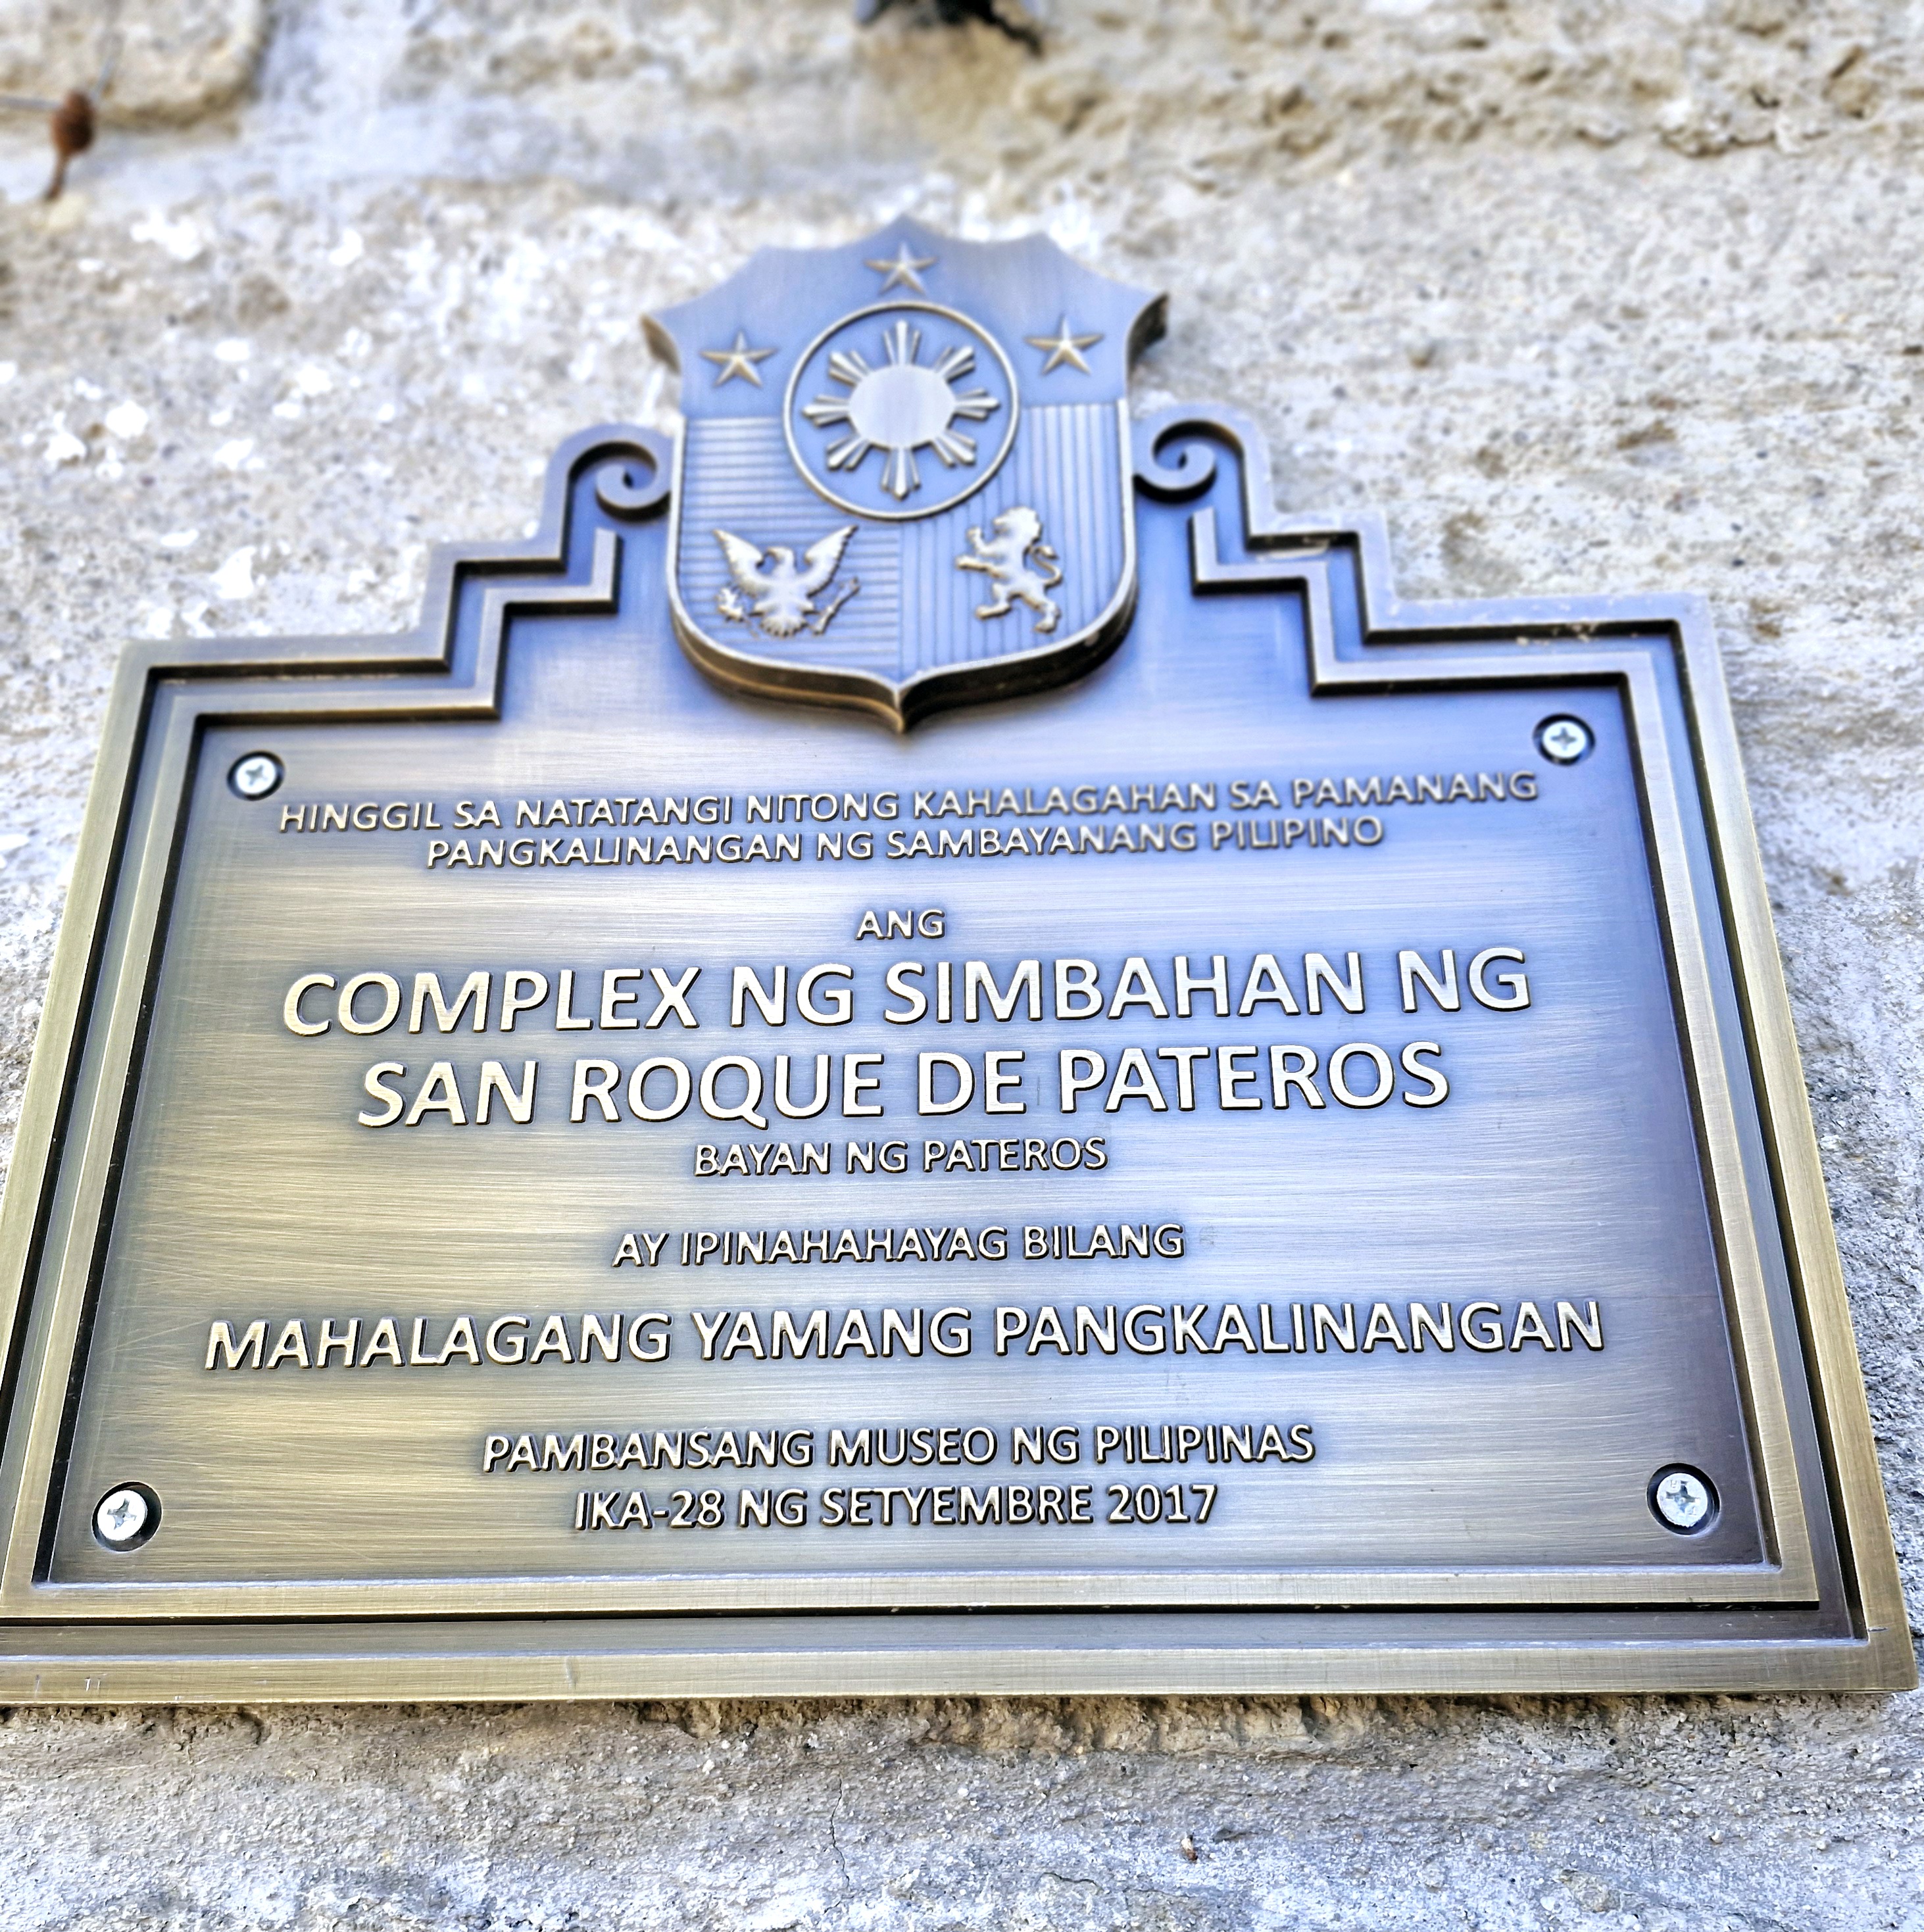 HINGGIL SA NATATANGI NITONG KAHALAGAHAN SA PAMANANG
PANGKALINANGAN NG SAMBAYANANG PILIPINO
ANG
COMPLEX NG SIMBAHAN NG
SAN ROQUE DE PATEROS
BAYAN NG PATEROS
AY IPINAHAHAYAG BILANG
MAHALAGANG YAMANG PANGKALINANGAN
PAMBANSANG MUSEO NG PILIPINAS
IKA-28 NG SETYEMBRE 2017